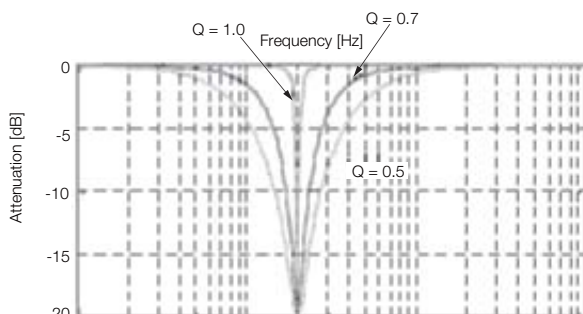 Q = 1.0
Q = 0.7
Frequency [Hz]
0
-5
-10
-15
-20
Attenuation [dB]
Q = 0.5